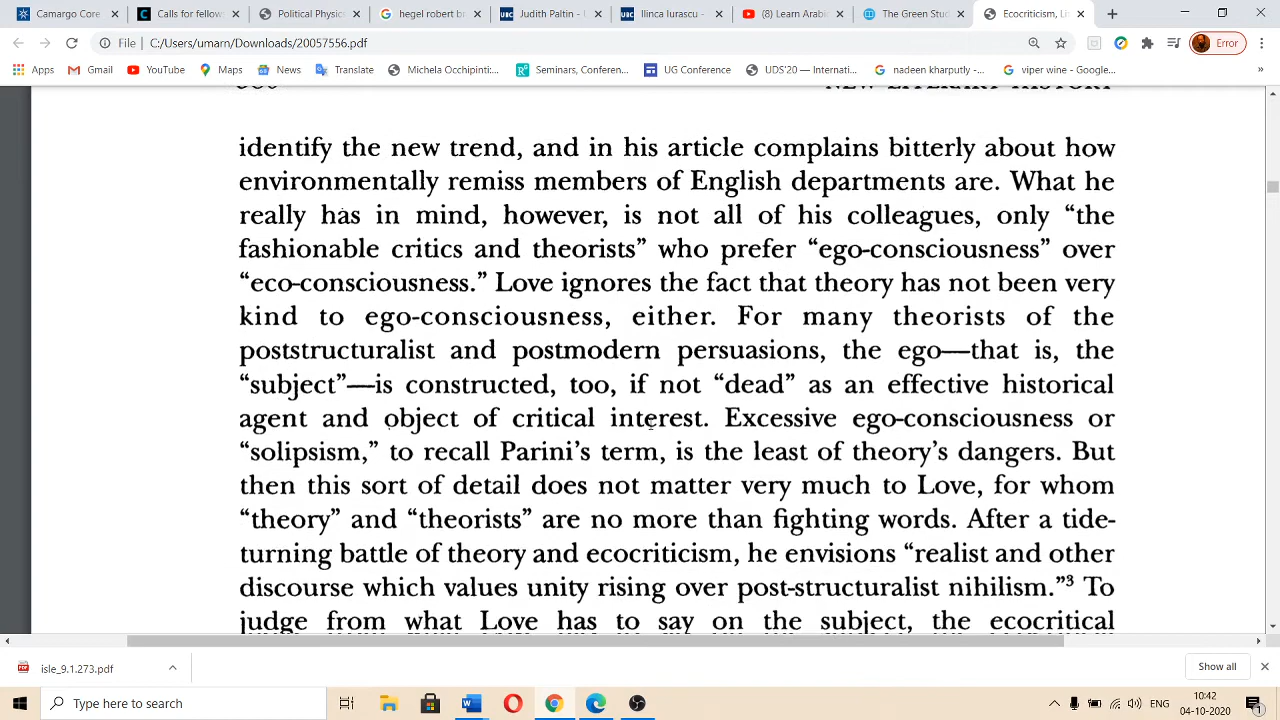 Targo Core
Call for fellow
Political Physic
hegel robener
Judith Paltin - U
Ilinca Iurascu -
(8) Learn Arabi
The Green Stud
Ecocriticism, Li
File | C:/Users/umarn/Downloads/20057556.pdf
Error
Apps
Gmail
YouTube
Maps
News
Translate
Michela Occhipinti...
Seminars, Conferen...
UG Conference
UDS'20 — Internati...
nadeen kharputly -...
viper wine - Google...
»
NEW LITERARY HISTORY
identify the new trend, and in his article complains bitterly about how
environmentally remiss members of English departments are. What he
really has in mind, however, is not all of his colleagues, only “the
fashionable critics and theorists” who prefer “ego-consciousness” over
“eco-consciousness.” Love ignores the fact that theory has not been very
kind to ego-consciousness, either. For many theorists of the
poststructuralist and postmodern persuasions, the ego—that is, the
“subject”—is constructed, too, if not “dead” as an effective historical
agent and object of critical interest. Excessive ego-consciousness or
“solipsism,” to recall Parini’s term, is the least of theory’s dangers. But
then this sort of detail does not matter very much to Love, for whom
“theory” and “theorists” are no more than fighting words. After a tide-
turning battle of theory and ecocriticism, he envisions “realist and other
discourse which values unity rising over post-structuralist nihilism.”³ To
judge from what Love has to say on the subject, the ecocritical
isle_9.1.273.pdf
Show all
Type here to search
ENG
10:42
04-10-2020
1